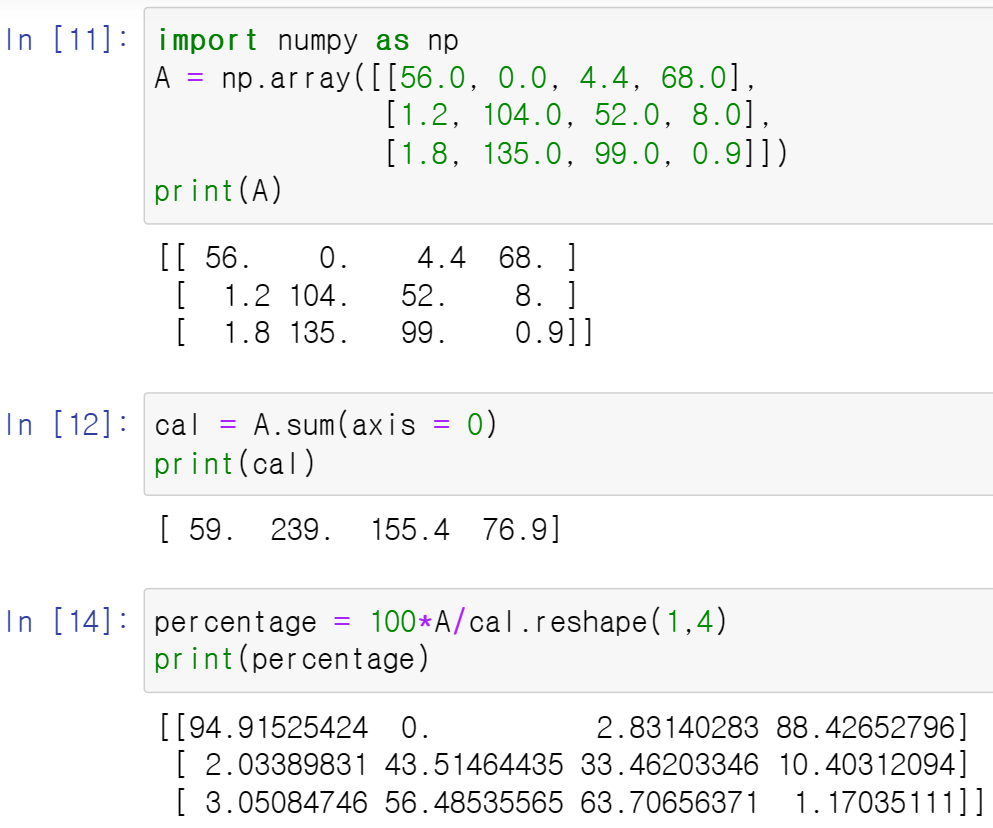 In [11]: import numpy as np
A = np.array([[56.0, 0.0, 4.4, 68.0],
[1.2, 104.0, 52.0, 8.0],
[1.8, 135.0, 99.0, 0.9]])
print(A)
[[ 56.    0.    4.4  68. ]
[  1.2 104.   52.    8. ]
[  1.8 135.   99.    0.9]]
In [12]: cal = A.sum(axis = 0)
print(cal)
[ 59.  239.  155.4  76.9]
In [14]: percentage = 100*A/cal.reshape(1,4)
print(percentage)
[[94.91525424  0.          2.83140283 88.42652796]
[ 2.03389831 43.51464435 33.46203346 10.40312094]
[ 3.05084746 56.48535565 63.70656371  1.17035111]]